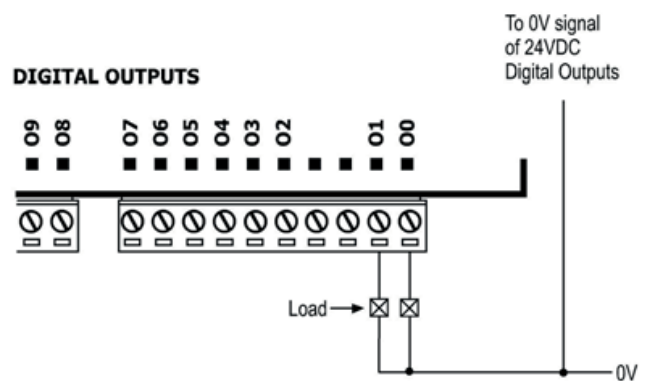 To 0V signal
of 24VDC
Digital Outputs
DIGITAL OUTPUTS
O9 O8 O7 O6 O5 O4 O3 O2 O1 O0
Load
0V